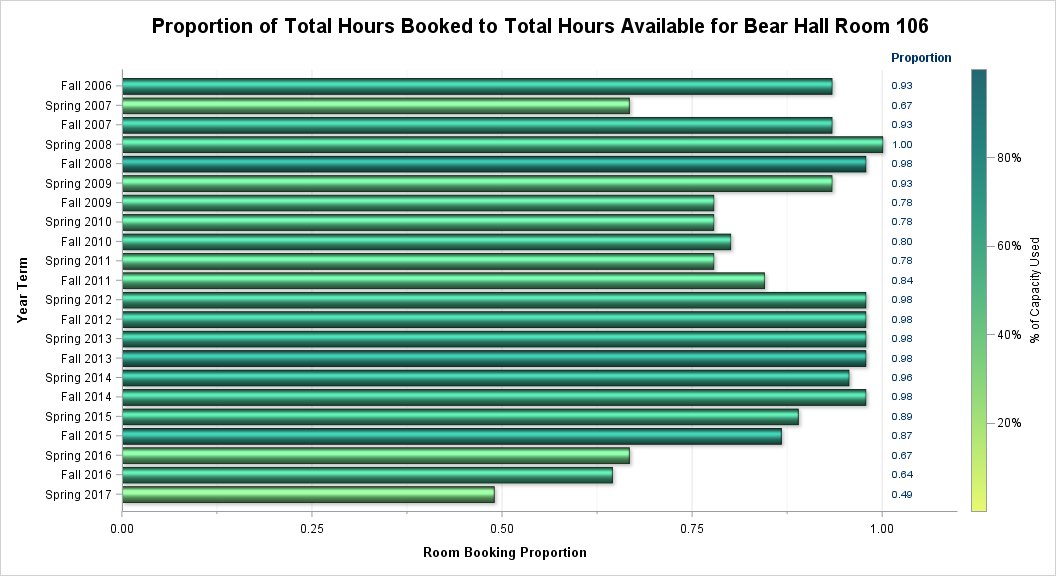 Proportion of Total Hours Booked to Total Hours Available for Bear Hall Room 106
Proportion
Fall 2006 0.93
Spring 2007 0.67
Fall 2007 0.93
Spring 2008 1.00
Fall 2008 0.98
Spring 2009 0.93
Fall 2009 0.78
Spring 2010 0.78
Fall 2010 0.80
Spring 2011 0.78
Fall 2011 0.84
Spring 2012 0.98
Fall 2012 0.98
Spring 2013 0.98
Fall 2013 0.98
Spring 2014 0.96
Fall 2014 0.98
Spring 2015 0.89
Fall 2015 0.87
Spring 2016 0.67
Fall 2016 0.64
Spring 2017 0.49
Year Term
0.00 0.25 0.50 0.75 1.00
Room Booking Proportion
80%
60%
40%
20%
% of Capacity Used